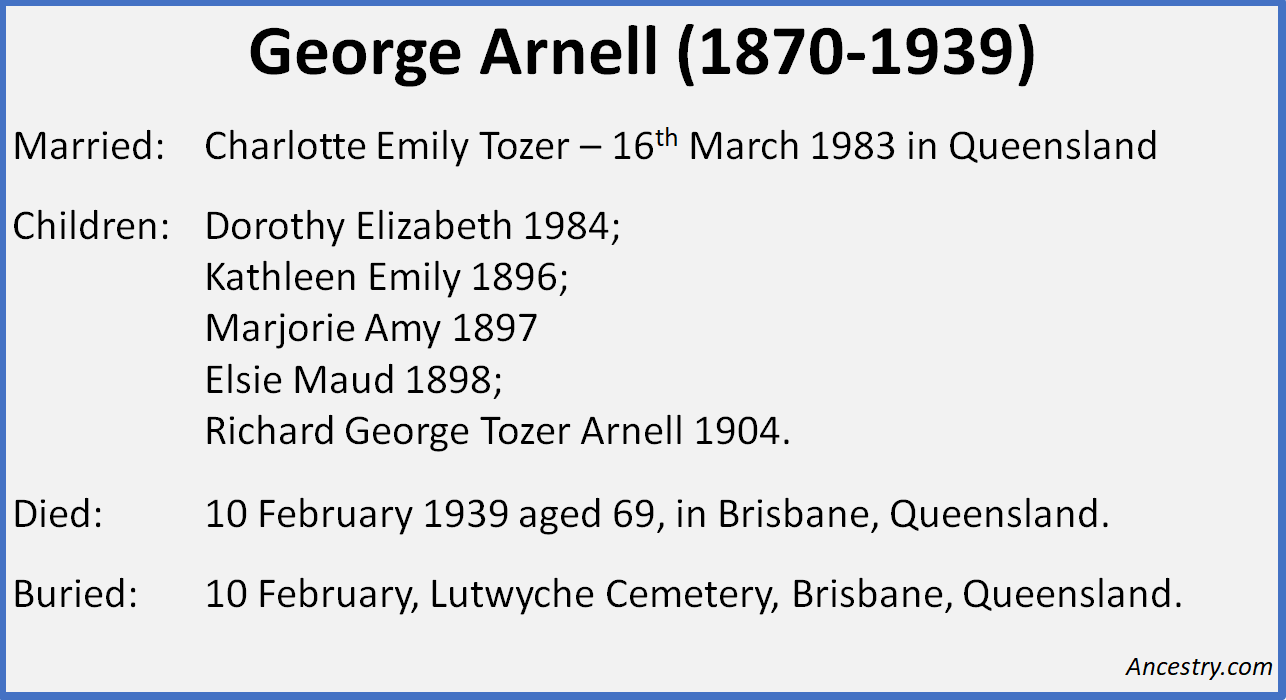 George Arnell (1870-1939)
Married: Charlotte Emily Tozer – 16th March 1983 in Queensland
Children: Dorothy Elizabeth 1984;
Kathleen Emily 1896;
Marjorie Amy 1897
Elsie Maud 1898;
Richard George Tozer Arnell 1904.
Died: 10 February 1939 aged 69, in Brisbane, Queensland.
Buried: 10 February, Lutwyche Cemetery, Brisbane, Queensland.
Ancestry.com